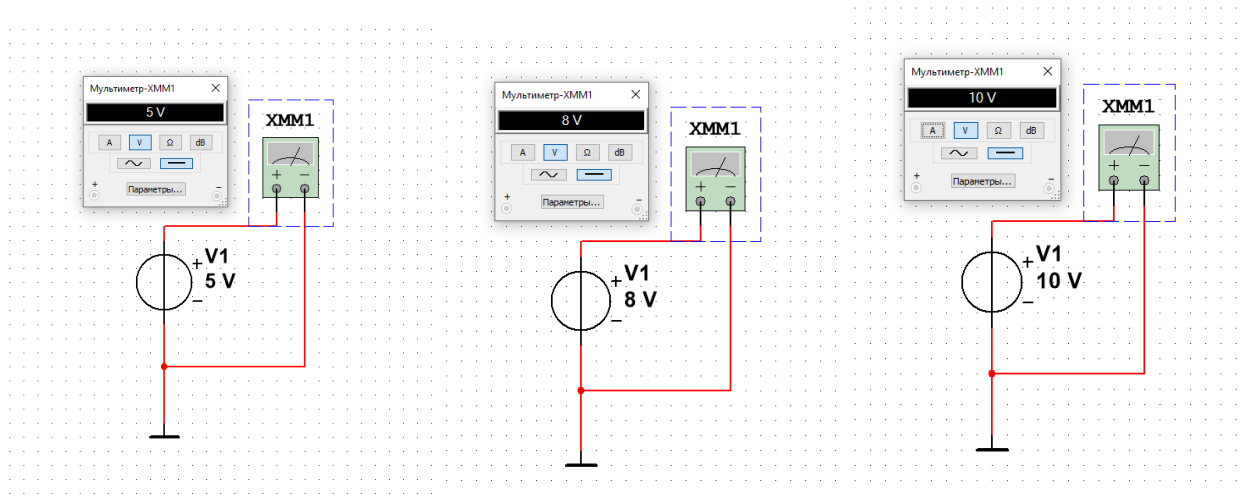 Мультиметр-XMM1
5 V
A V Ω dB
+ Параметры... −
XMM1
+ −
+ V1
5 V
−
Мультиметр-XMM1
8 V
A V Ω dB
+ Параметры... −
XMM1
+ −
+ V1
8 V
−
Мультиметр-XMM1
10 V
A V Ω dB
+ Параметры... −
XMM1
+ −
+ V1
10 V
−